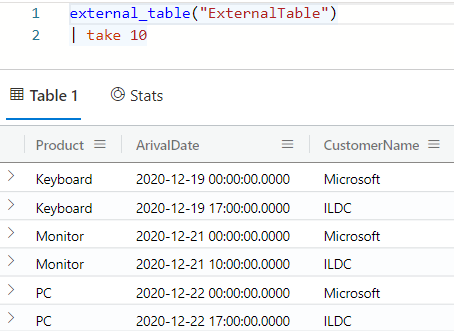 1 external_table("ExternalTable")
2 | take 10
Table 1 Stats
Product ArivalDate CustomerName
Keyboard 2020-12-19 00:00:00.0000 Microsoft
Keyboard 2020-12-19 17:00:00.0000 ILDC
Monitor 2020-12-21 00:00:00.0000 Microsoft
Monitor 2020-12-21 10:00:00.0000 ILDC
PC 2020-12-22 00:00:00.0000 Microsoft
PC 2020-12-22 17:00:00.0000 ILDC